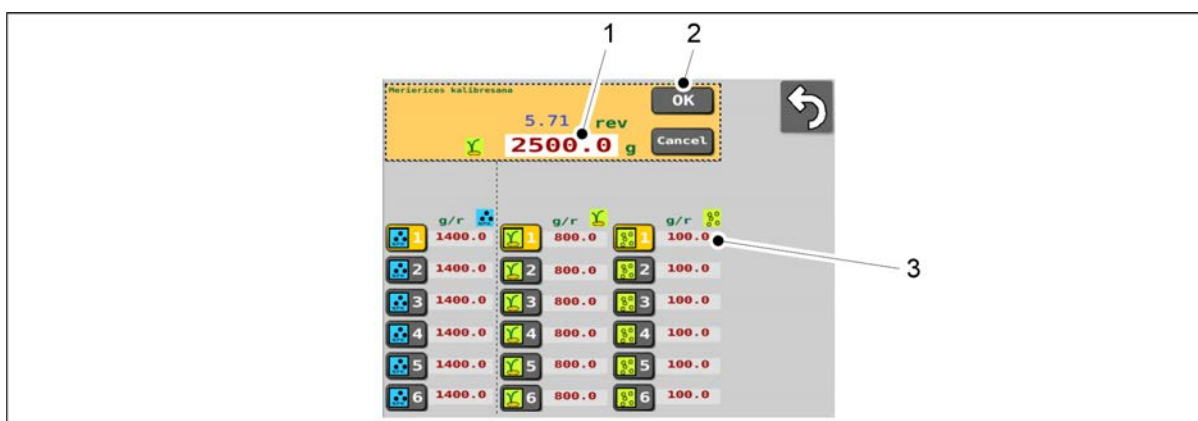 1 2
Merierices kalibresana
OK
5.71 rev
2500.0 g
Cancel
g/r g/r g/r
1 1400.0 1 800.0 1 100.0
3
2 1400.0 2 800.0 2 100.0
3 1400.0 3 800.0 3 100.0
4 1400.0 4 800.0 4 100.0
5 1400.0 5 800.0 5 100.0
6 1400.0 6 800.0 6 100.0